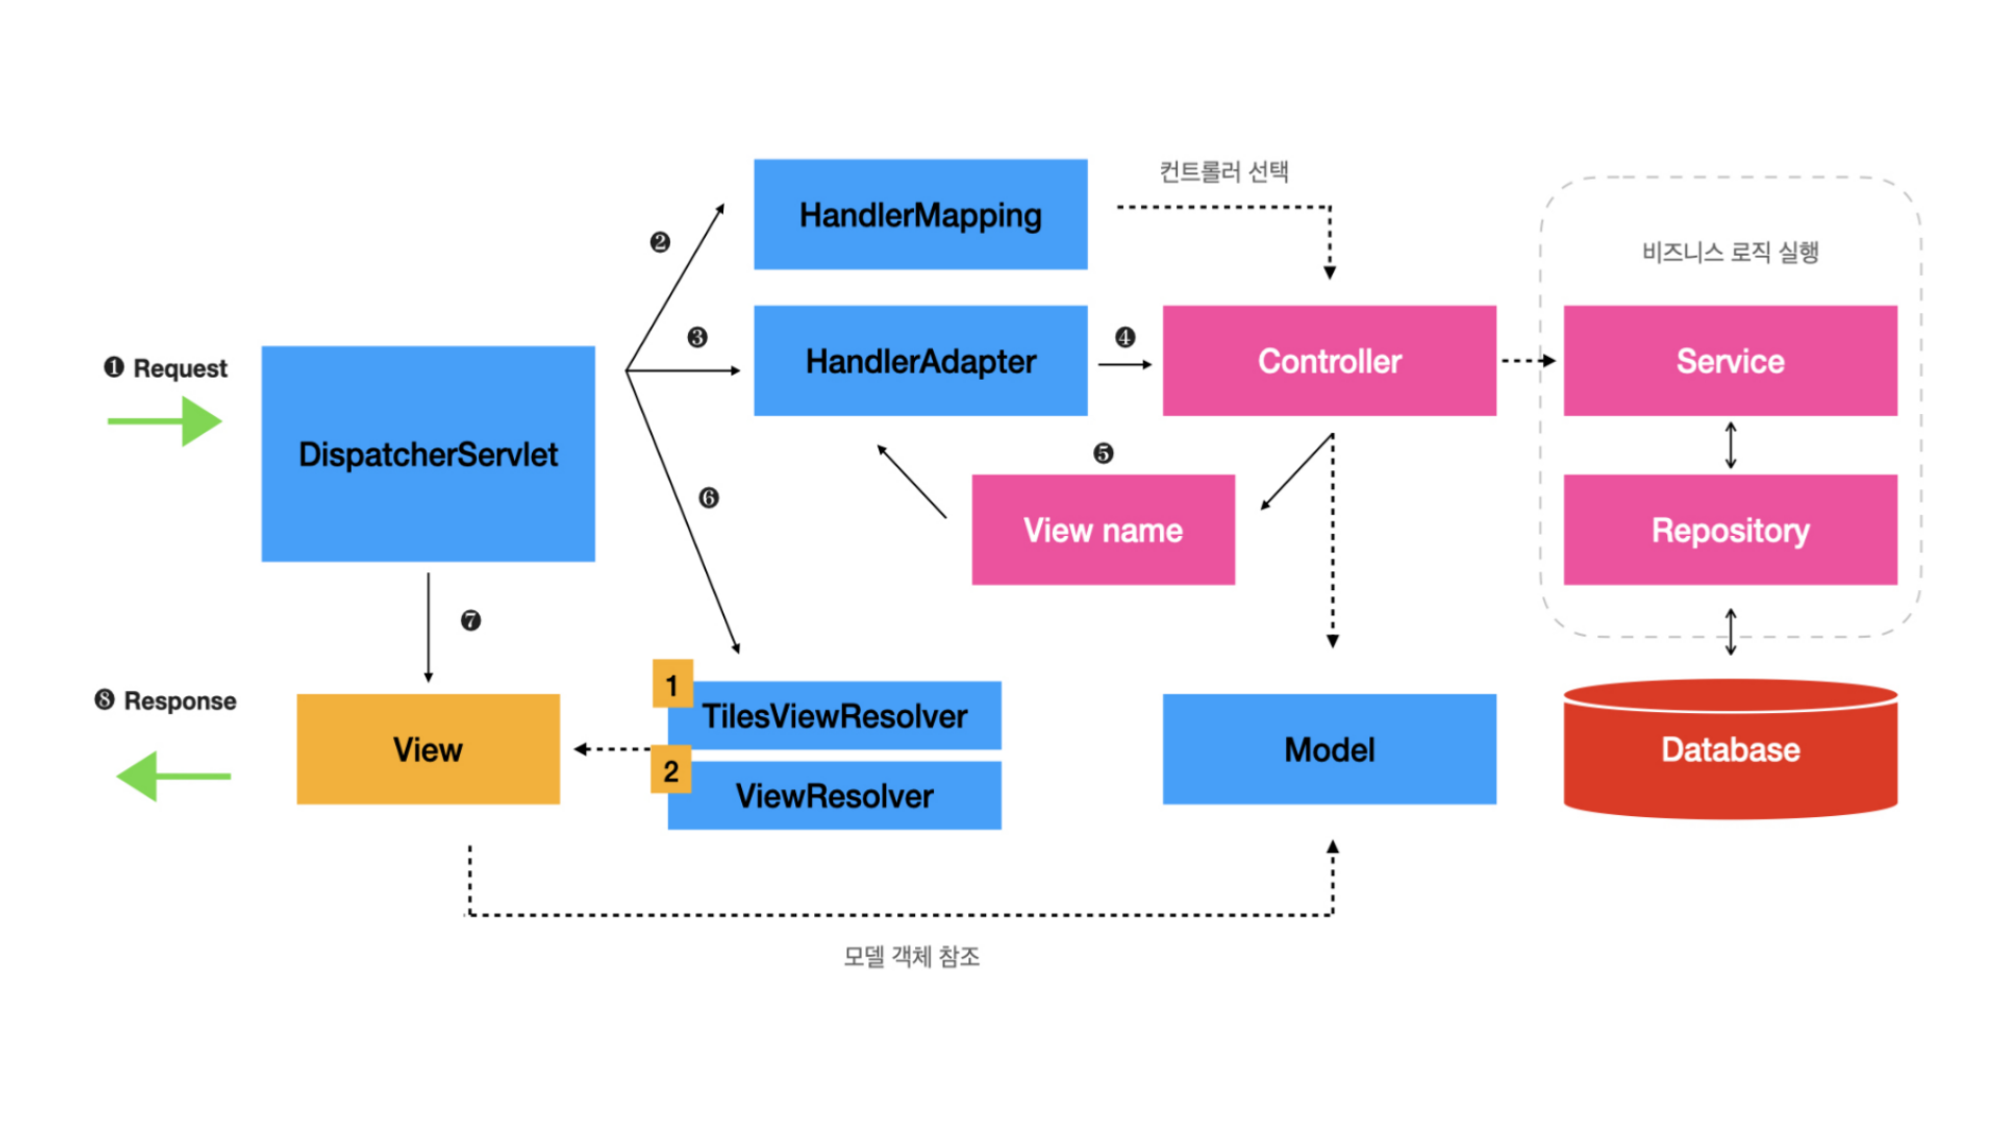 컨트롤러 선택
HandlerMapping
❷
비즈니스 로직 실행
❸
❹
❶ Request
HandlerAdapter
Controller
Service
DispatcherServlet
❺
❻
View name
Repository
❼
❽ Response
1
TilesViewResolver
View
Model
Database
2
ViewResolver
모델 객체 참조